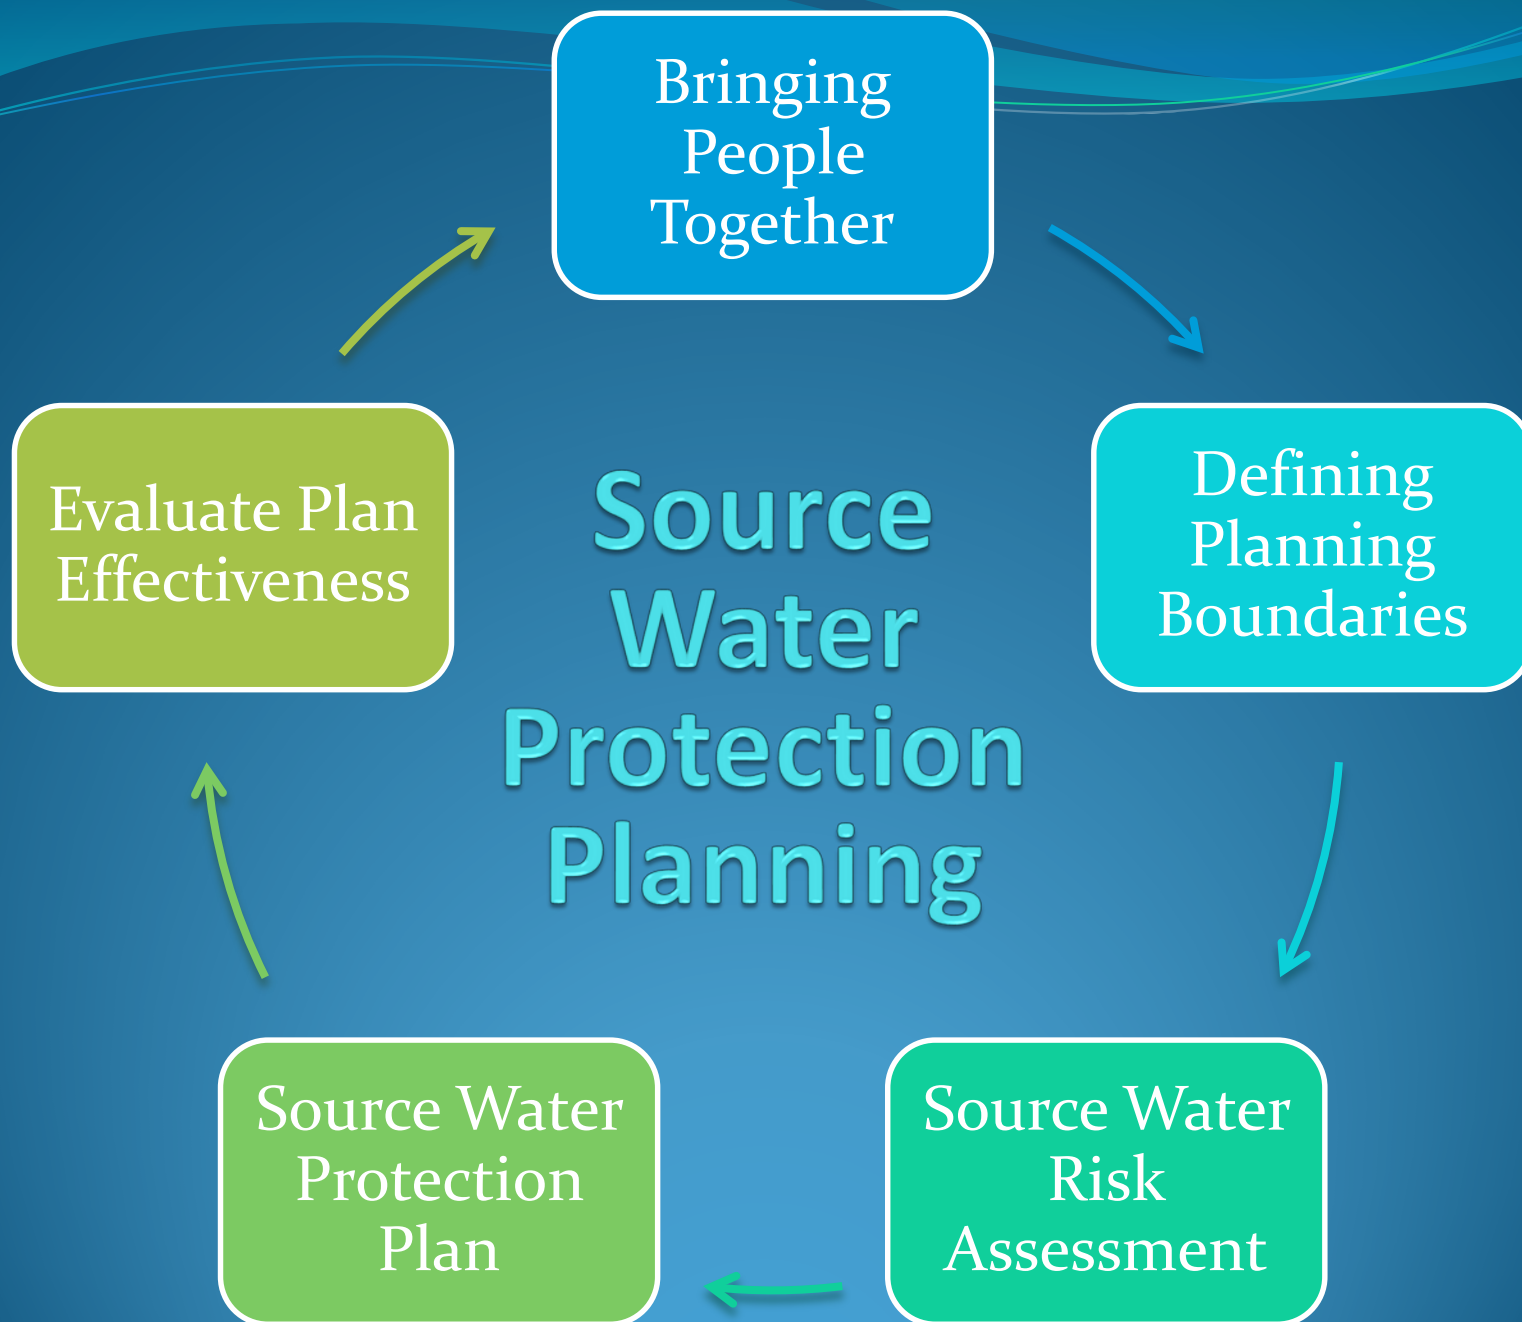 Bringing
People
Together
Defining
Planning
Boundaries
Source Water
Risk
Assessment
Source Water
Protection
Plan
Evaluate Plan
Effectiveness
Source
Water
Protection
Planning